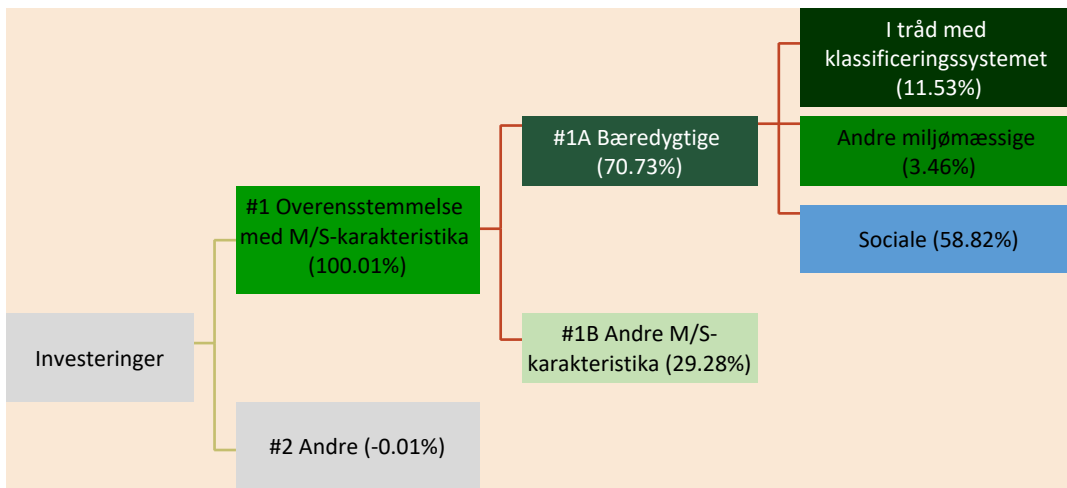 Investeringer
#1 Overensstemmelse
med M/S-karakteristika
(100.01%)
#2 Andre (-0.01%)
#1A Bæredygtige
(70.73%)
#1B Andre M/S-
karakteristika (29.28%)
I tråd med
klassificeringssystemet
(11.53%)
Andre miljømæssige
(3.46%)
Sociale (58.82%)